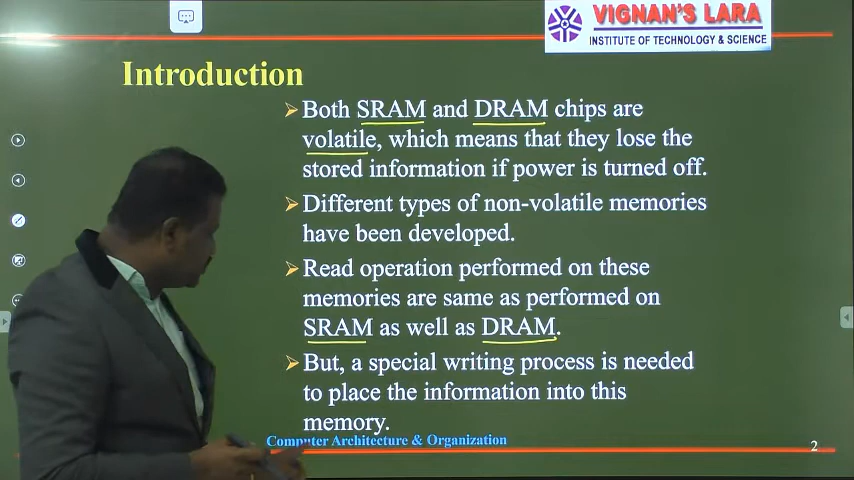 VIGNAN'S LARA
INSTITUTE OF TECHNOLOGY & SCIENCE
Introduction
➢ Both SRAM and DRAM chips are
volatile, which means that they lose the
stored information if power is turned off.
➢ Different types of non-volatile memories
have been developed.
➢ Read operation performed on these
memories are same as performed on
SRAM as well as DRAM.
➢ But, a special writing process is needed
to place the information into this
memory.
Computer Architecture & Organization
2